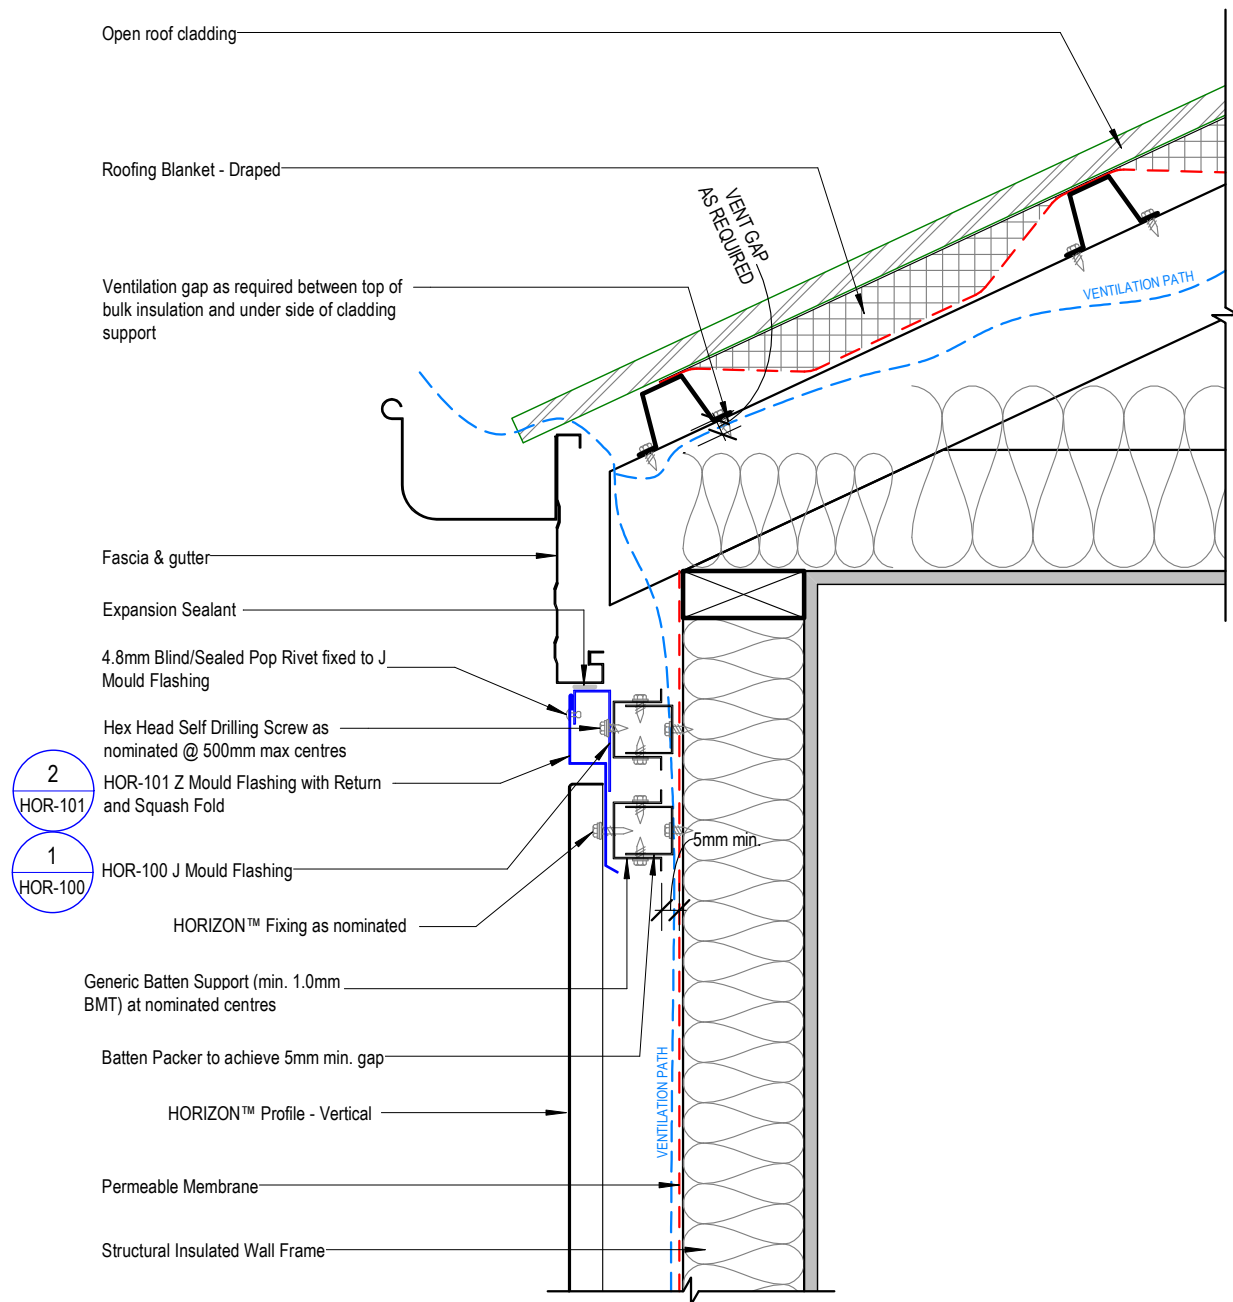 Open roof cladding
Roofing Blanket - Draped
VENT GAP
AS REQUIRED
Ventilation gap as required between top of
bulk insulation and under side of cladding
support
VENTILATION PATH
Fascia & gutter
Expansion Sealant
4.8mm Blind/Sealed Pop Rivet fixed to J
Mould Flashing
Hex Head Self Drilling Screw as
nominated @ 500mm max centres
2
HOR-101
HOR-101 Z Mould Flashing with Return
and Squash Fold
1
HOR-100
HOR-100 J Mould Flashing
5mm min.
HORIZON™ Fixing as nominated
Generic Batten Support (min. 1.0mm
BMT) at nominated centres
Batten Packer to achieve 5mm min. gap
VENTILATION PATH
HORIZON™ Profile - Vertical
Permeable Membrane
Structural Insulated Wall Frame